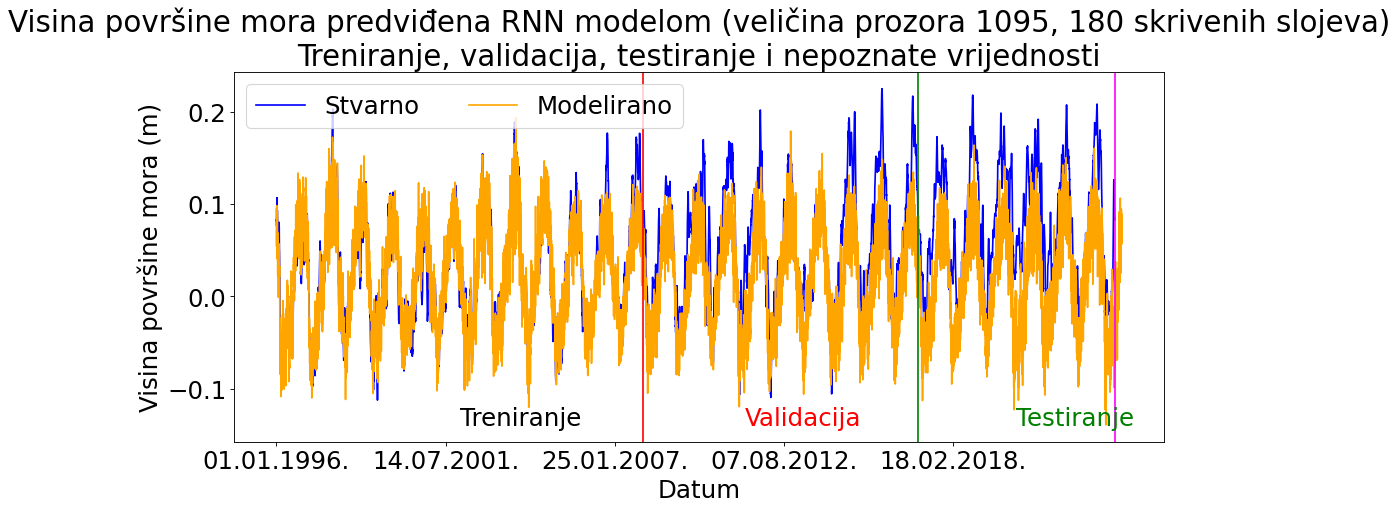 Visina površine mora predviđena RNN modelom (veličina prozora 1095, 180 skrivenih slojeva)
Treniranje, validacija, testiranje i nepoznate vrijednosti
Stvarno
Modelirano
Visina površine mora (m)
0.2
0.1
0.0
−0.1
Treniranje
Validacija
Testiranje
01.01.1996.
14.07.2001.
25.01.2007.
07.08.2012.
18.02.2018.
Datum